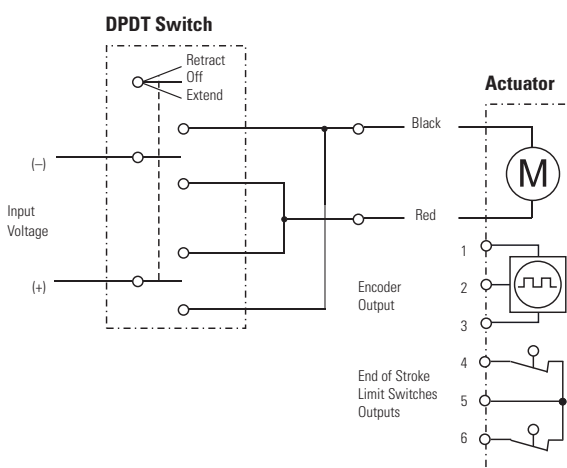 DPDT Switch
Retract
Off
Extend
Actuator
Black
(–)
M
Input
Voltage
Red
1
(+)
Encoder
Output
2
3
End of Stroke
Limit Switches
Outputs
4
5
6